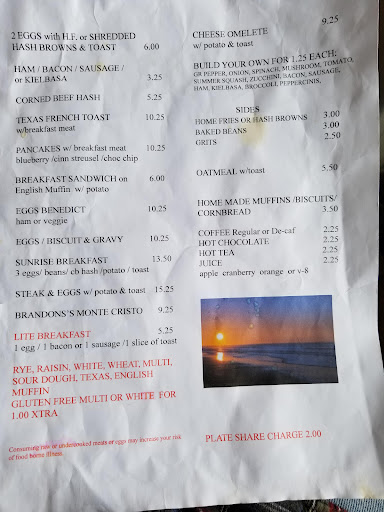 2 EGGS with H.F. or SHREDDED
HASH BROWNS & TOAST 6.00
HAM / BACON / SAUSAGE /
or KIELBASA 3.25
CORNED BEEF HASH 5.25
TEXAS FRENCH TOAST 10.25
w/breakfast meat
PANCAKES w/ breakfast meat 10.25
blueberry /cinn streusel /choc chip
BREAKFAST SANDWICH on 6.00
English Muffin w/ potato
EGGS BENEDICT 10.25
ham or veggie
EGGS / BISCUIT & GRAVY 10.25
SUNRISE BREAKFAST 13.50
3 eggs/ beans/ cb hash /potato / toast
STEAK & EGGS w/ potato & toast 15.25
BRANDONS'S MONTE CRISTO 9.25
LITE BREAKFAST 5.25
1 egg / 1 bacon or 1 sausage /1 slice of toast
RYE, RAISIN, WHITE, WHEAT, MULTI,
SOUR DOUGH, TEXAS, ENGLISH
MUFFIN
GLUTEN FREE MULTI OR WHITE FOR
1.00 XTRA
Consuming raw or undercooked meats or eggs may increase your risk
of food borne illness
CHEESE OMELETE 9.25
w/ potato & toast
BUILD YOUR OWN FOR 1.25 EACH:
GR PEPPER, ONION, SPINACH, MUSHROOM, TOMATO,
SUMMER SQUASH, ZUCCHINI, BACON, SAUSAGE,
HAM, KIELBASA, BROCCOLI, PEPPERCINIS,
SIDES
HOME FRIES OR HASH BROWNS 3.00
BAKED BEANS 3.00
GRITS 2.50
OATMEAL w/toast 5.50
HOME MADE MUFFINS /BISCUITS/
CORNBREAD 3.50
COFFEE Regular or De-caf 2.25
HOT CHOCOLATE 2.25
HOT TEA 2.25
JUICE 2.25
apple cranberry orange or v-8
PLATE SHARE CHARGE 2.00